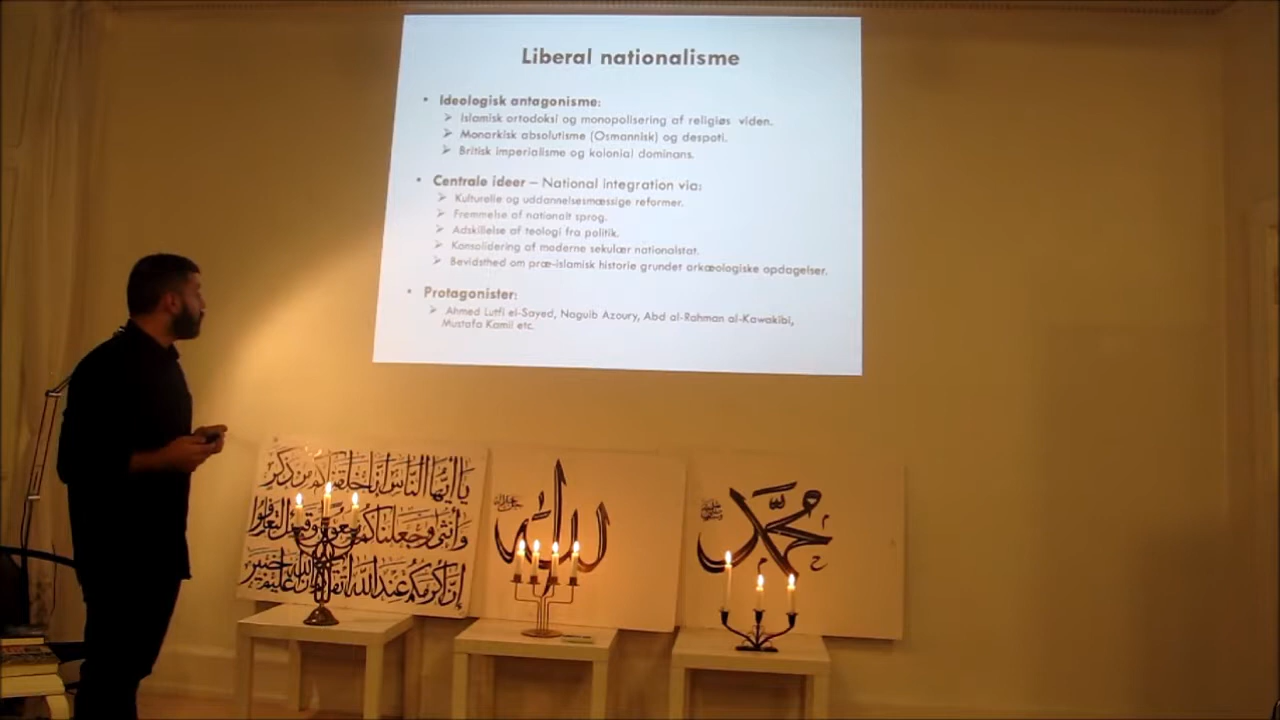 Liberal nationalisme
• Ideologisk antagonisme:
➢ Islamisk ortodoksi og monopolisering af religiøs viden.
➢ Monarkisk absolutisme (Osmannisk) og despoti.
➢ Britisk imperialisme og kolonial dominans.
• Centrale ideer – National integration via:
➢ Kulturelle og uddannelsesmæssige reformer.
➢ Fremmelse af nationalt sprog.
➢ Adskillelse af teologi fra politik.
➢ Konsolidering af moderne sekulær nationalstat.
➢ Bevidsthed om præ-islamisk historie grundet arkæologiske opdagelser.
• Protagonister:
➢ Ahmed Lutfi el-Sayed, Naguib Azoury, Abd al-Rahman al-Kawakibi,
Mustafa Kamil etc.
يا أيها الناس إنا خلقناكم من ذكر
وأنثى وجعلناكم شعوبا وقبائل لتعارفوا
إن أكرمكم عند الله أتقاكم إن الله عليم خبير
الله
محمد